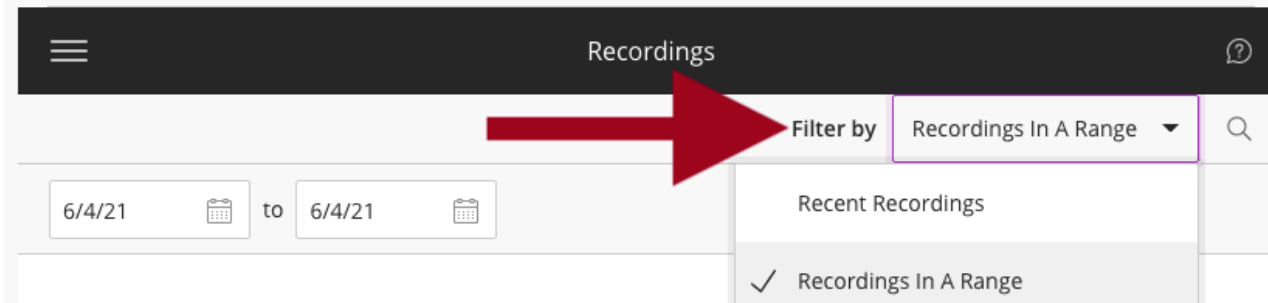 Recordings
Filter by Recordings In A Range
6/4/21 to 6/4/21
Recent Recordings
Recordings In A Range